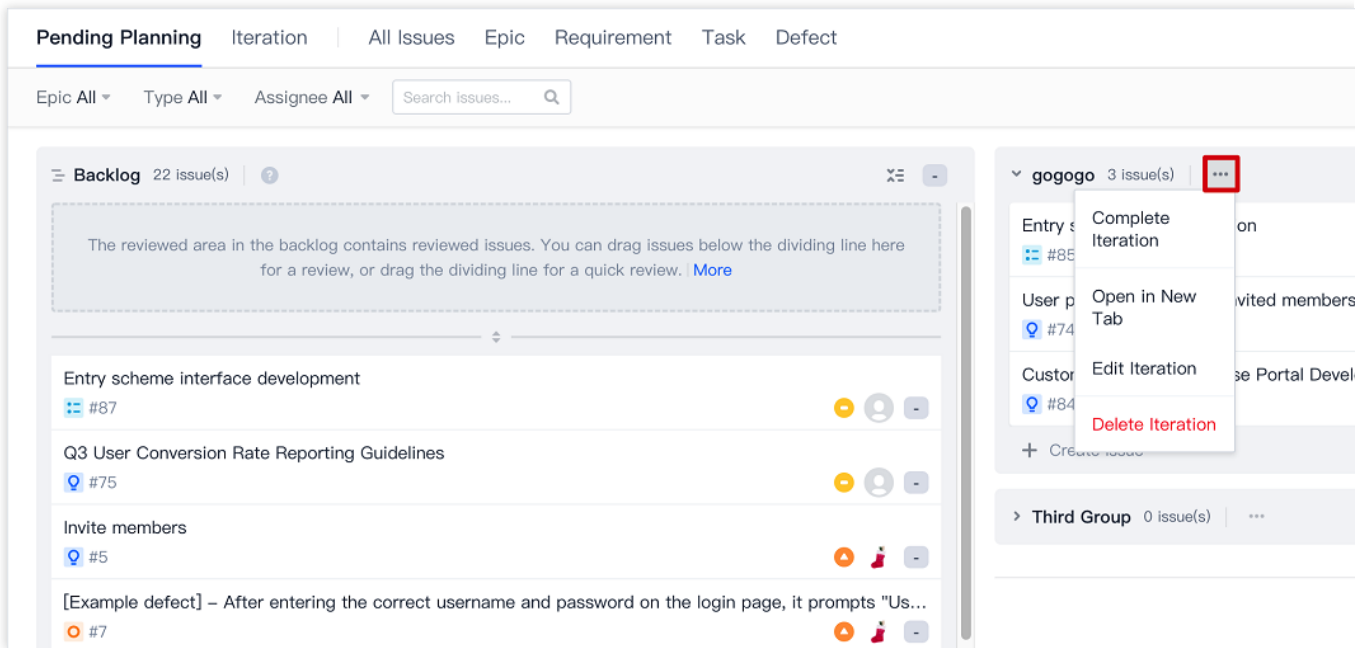 Pending Planning Iteration All Issues Epic Requirement Task Defect
Epic All Type All Assignee All Search issues...
Backlog 22 issue(s) ? -
The reviewed area in the backlog contains reviewed issues. You can drag issues below the dividing line here
for a review, or drag the dividing line for a quick review. More
Entry scheme interface development
#87 -
Q3 User Conversion Rate Reporting Guidelines
#75 -
Invite members
#5 -
[Example defect] – After entering the correct username and password on the login page, it prompts "Us...
#7 -
gogogo 3 issue(s) ...
Complete
Iteration
Open in New
Tab
Edit Iteration
Delete Iteration
Entry on
#85
User nvited members
#74
Portal
#84
Create issue
Third Group 0 issue(s) ...